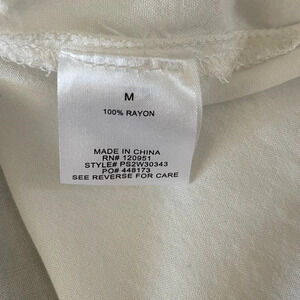 M
100% RAYON
MADE IN CHINA
RN# 120951
STYLE# PS2W30343
PO# 448173
SEE REVERSE FOR CARE